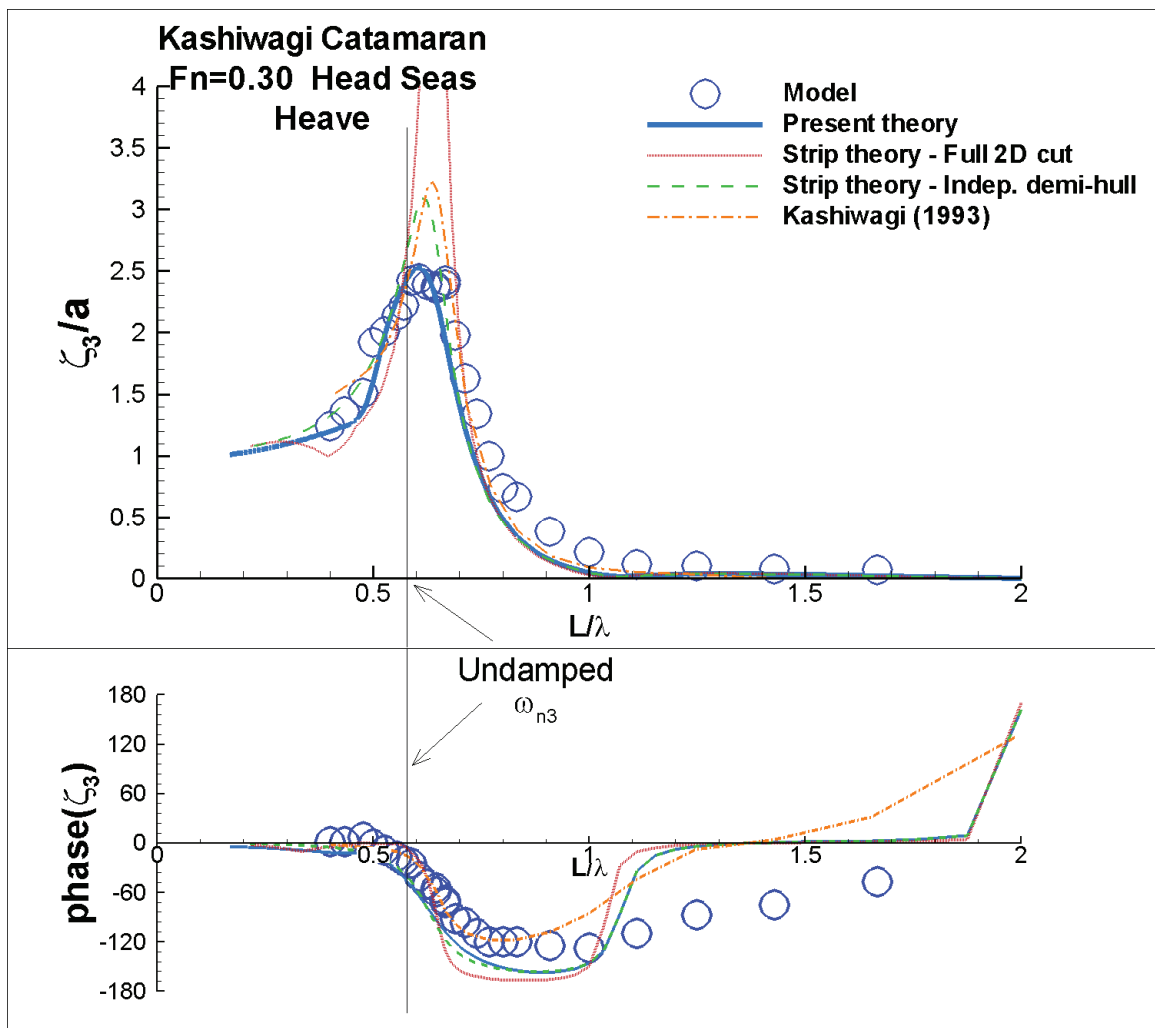 Kashiwagi Catamaran
Fn=0.30 Head Seas
Heave
Model
Present theory
Strip theory - Full 2D cut
Strip theory - Indep. demi-hull
Kashiwagi (1993)
ζ3/a
4
3.5
3
2.5
2
1.5
1
0.5
0
0.5
1
1.5
2
L/λ
Undamped
ωn3
phase(ζ3)
180
120
60
0
-60
-120
-180
0
0.5
1
1.5
2
L/λ